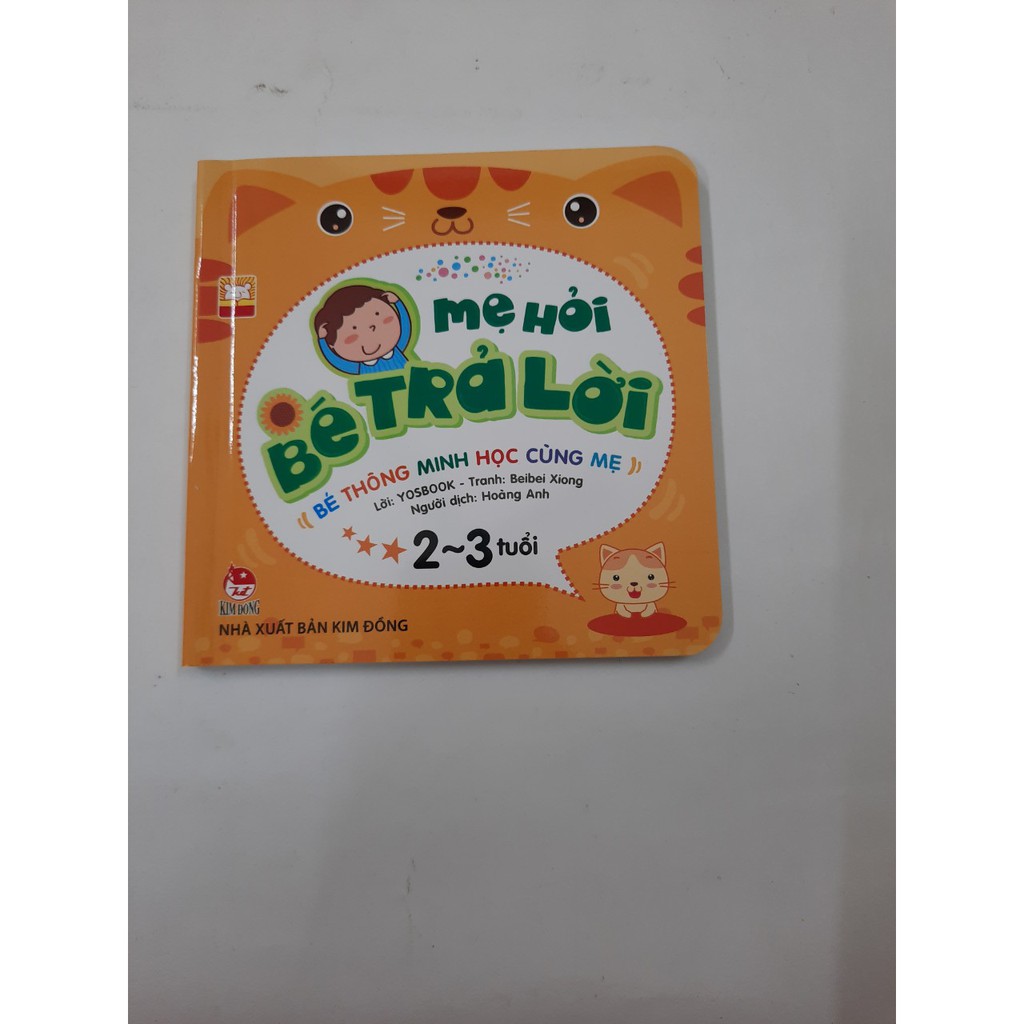 Mẹ Hỏi
Bé Trả Lời
BÉ THÔNG MINH HỌC CÙNG MẸ
Lời: YOSBOOK - Tranh: Beibei Xiong
Người dịch: Hoàng Anh
2~3 tuổi
KIM ĐỒNG
NHÀ XUẤT BẢN KIM ĐỒNG